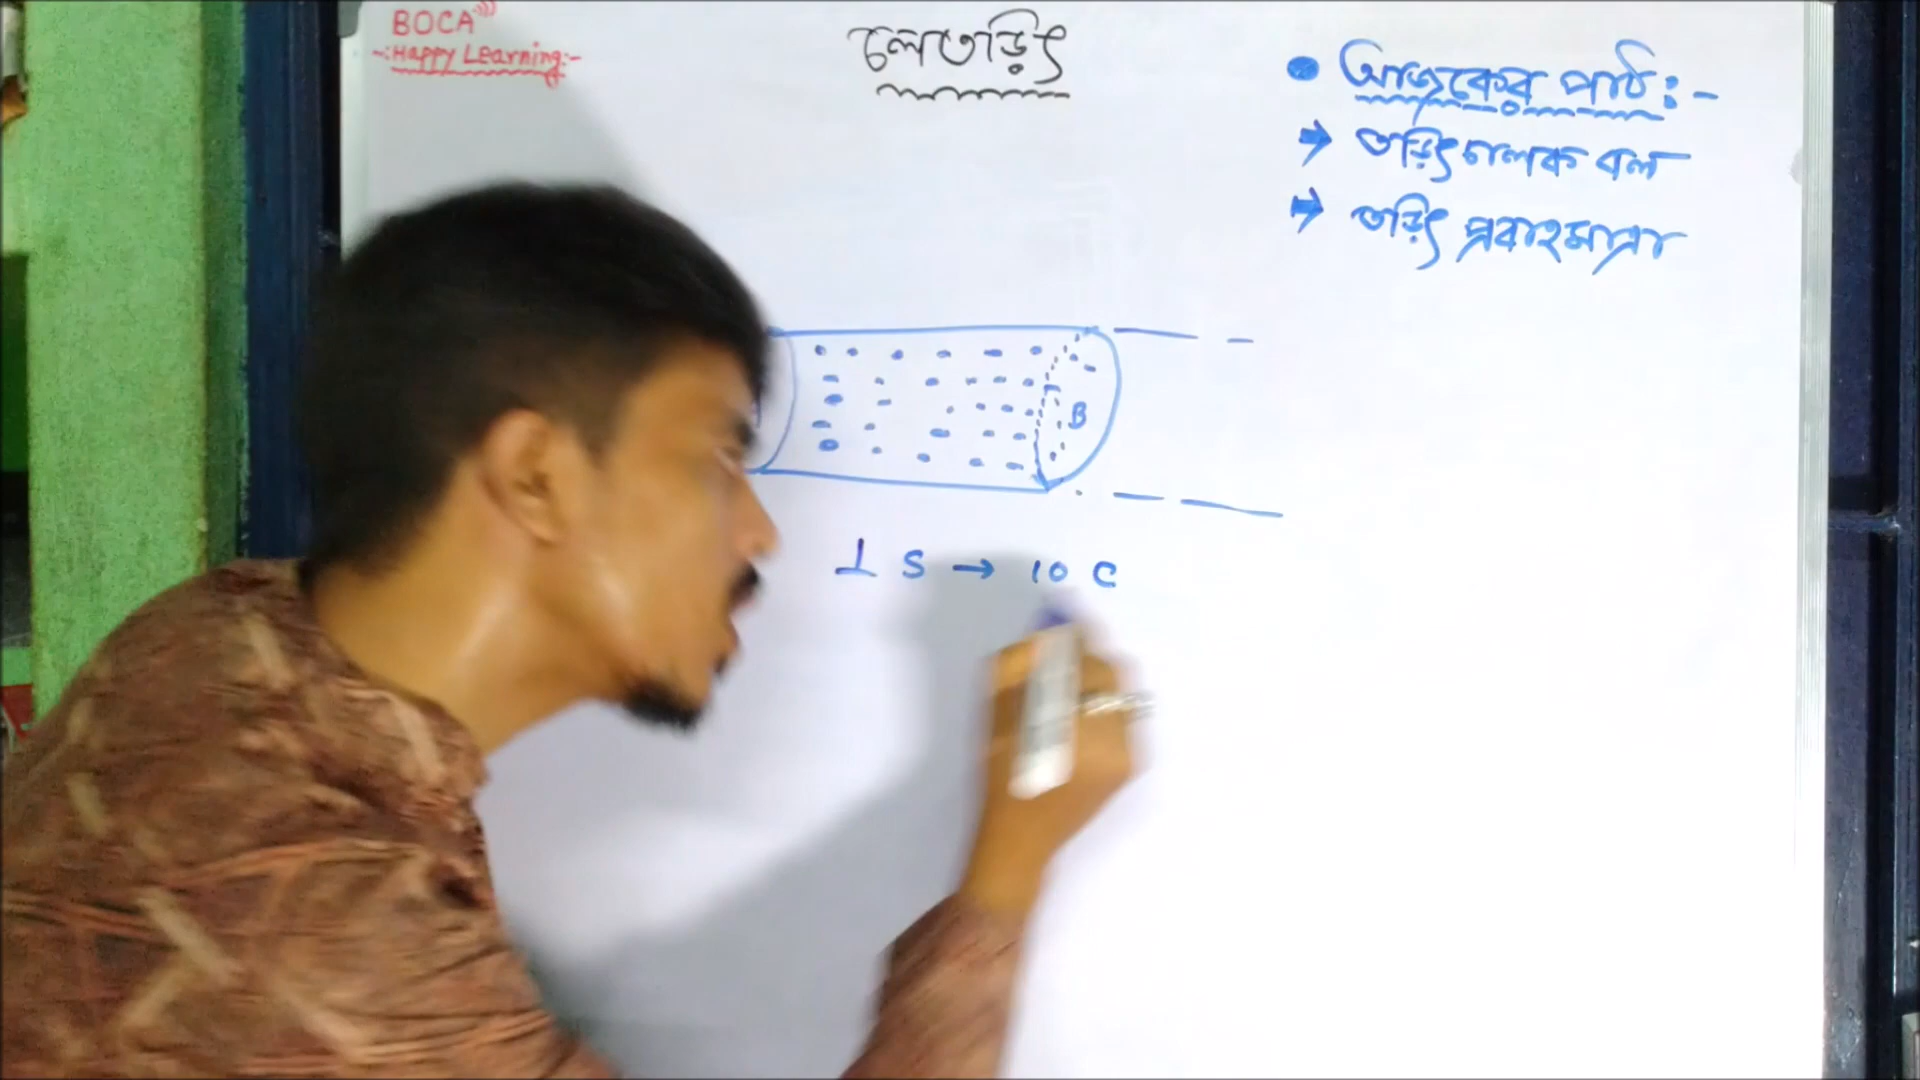 BOCA
-:Happy Learning:-
চলতড়িৎ
• আজকের পাঠ:-
→ তড়িৎচালক বল
→ তড়িৎ প্রবাহমাত্রা
B
1 S → 10 C